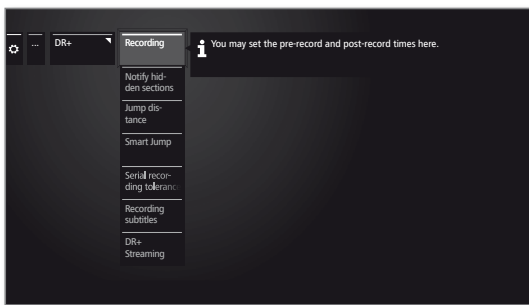 ...
DR+
Recording
You may set the pre-record and post-record times here.
Notify hid-
den sections
Jump dis-
tance
Smart Jump
Serial recor-
ding tolerance
Recording
subtitles
DR+
Streaming